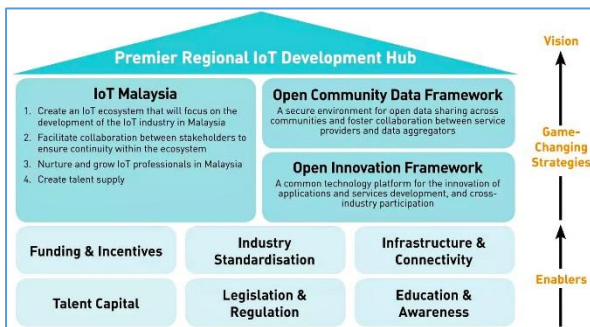 Premier Regional IoT Development Hub
IoT Malaysia
1. Create an IoT ecosystem that will focus on the
development of the IoT industry in Malaysia
2. Facilitate collaboration between stakeholders to
ensure continuity within the ecosystem
3. Nurture and grow IoT professionals in Malaysia
4. Create talent supply
Open Community Data Framework
A secure environment for open data sharing across
communities and foster collaboration between service
providers and data aggregators
Open Innovation Framework
A common technology platform for the innovation of
applications and services development, and cross-
industry participation
Funding & Incentives
Industry
Standardisation
Infrastructure &
Connectivity
Talent Capital
Legislation &
Regulation
Education &
Awareness
Vision
Game-
Changing
Strategies
Enablers